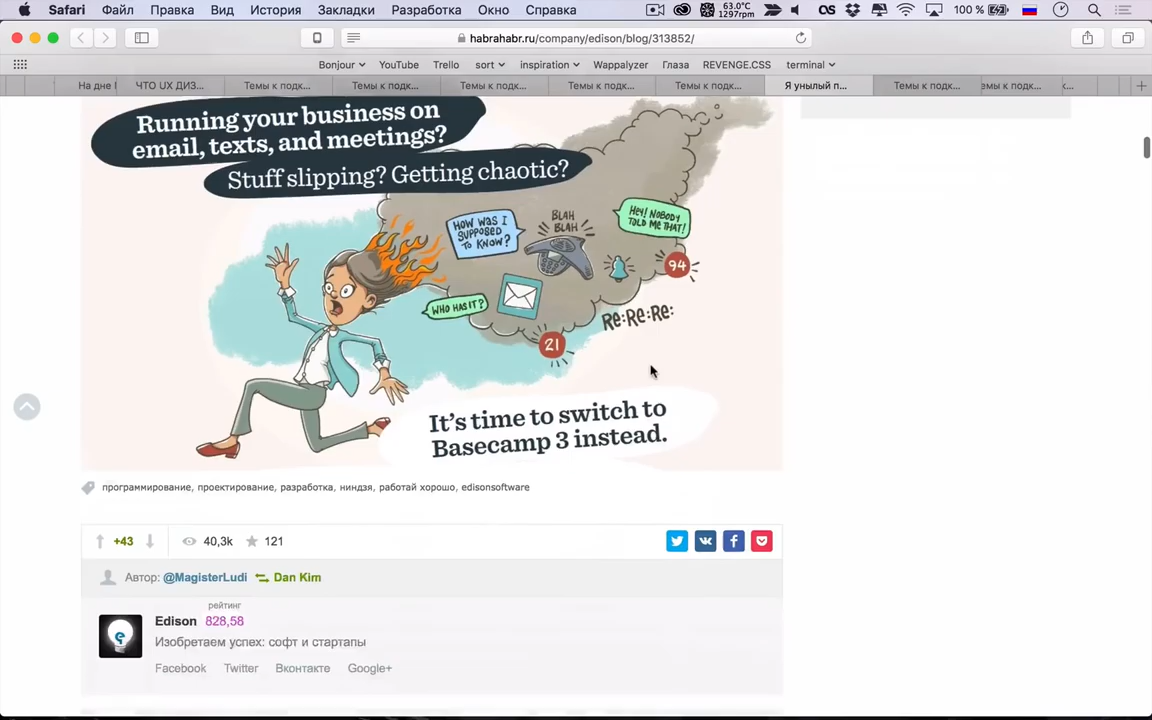 Safari Файл Правка Вид История Закладки Разработка Окно Справка
63.0°C
1297rpm
100 %
habrahabr.ru/company/edison/blog/313852/
Bonjour YouTube Trello sort inspiration Wappalyzer Глаза REVENGE.CSS terminal
На дне ЧТО UX ДИЗ... Темы к подк... Темы к подк... Темы к подк... Темы к подк... Темы к подк... Я унылый п... Темы к подк...
Running your business on
email, texts, and meetings?
Stuff slipping? Getting chaotic?
HOW WAS I
SUPPOSED
TO KNOW?
BLAH
BLAH
HEY! NOBODY
TOLD ME THAT!
94
WHO HAS IT?
Re:Re:Re:
21
It's time to switch to
Basecamp 3 instead.
программирование, проектирование, разработка, ниндзя, работай хорошо, edisonsoftware
+43 40,3k 121
Автор: @MagisterLudi Dan Kim
рейтинг
Edison 828,58
Изобретаем успех: софт и стартапы
Facebook Twitter Вконтакте Google+